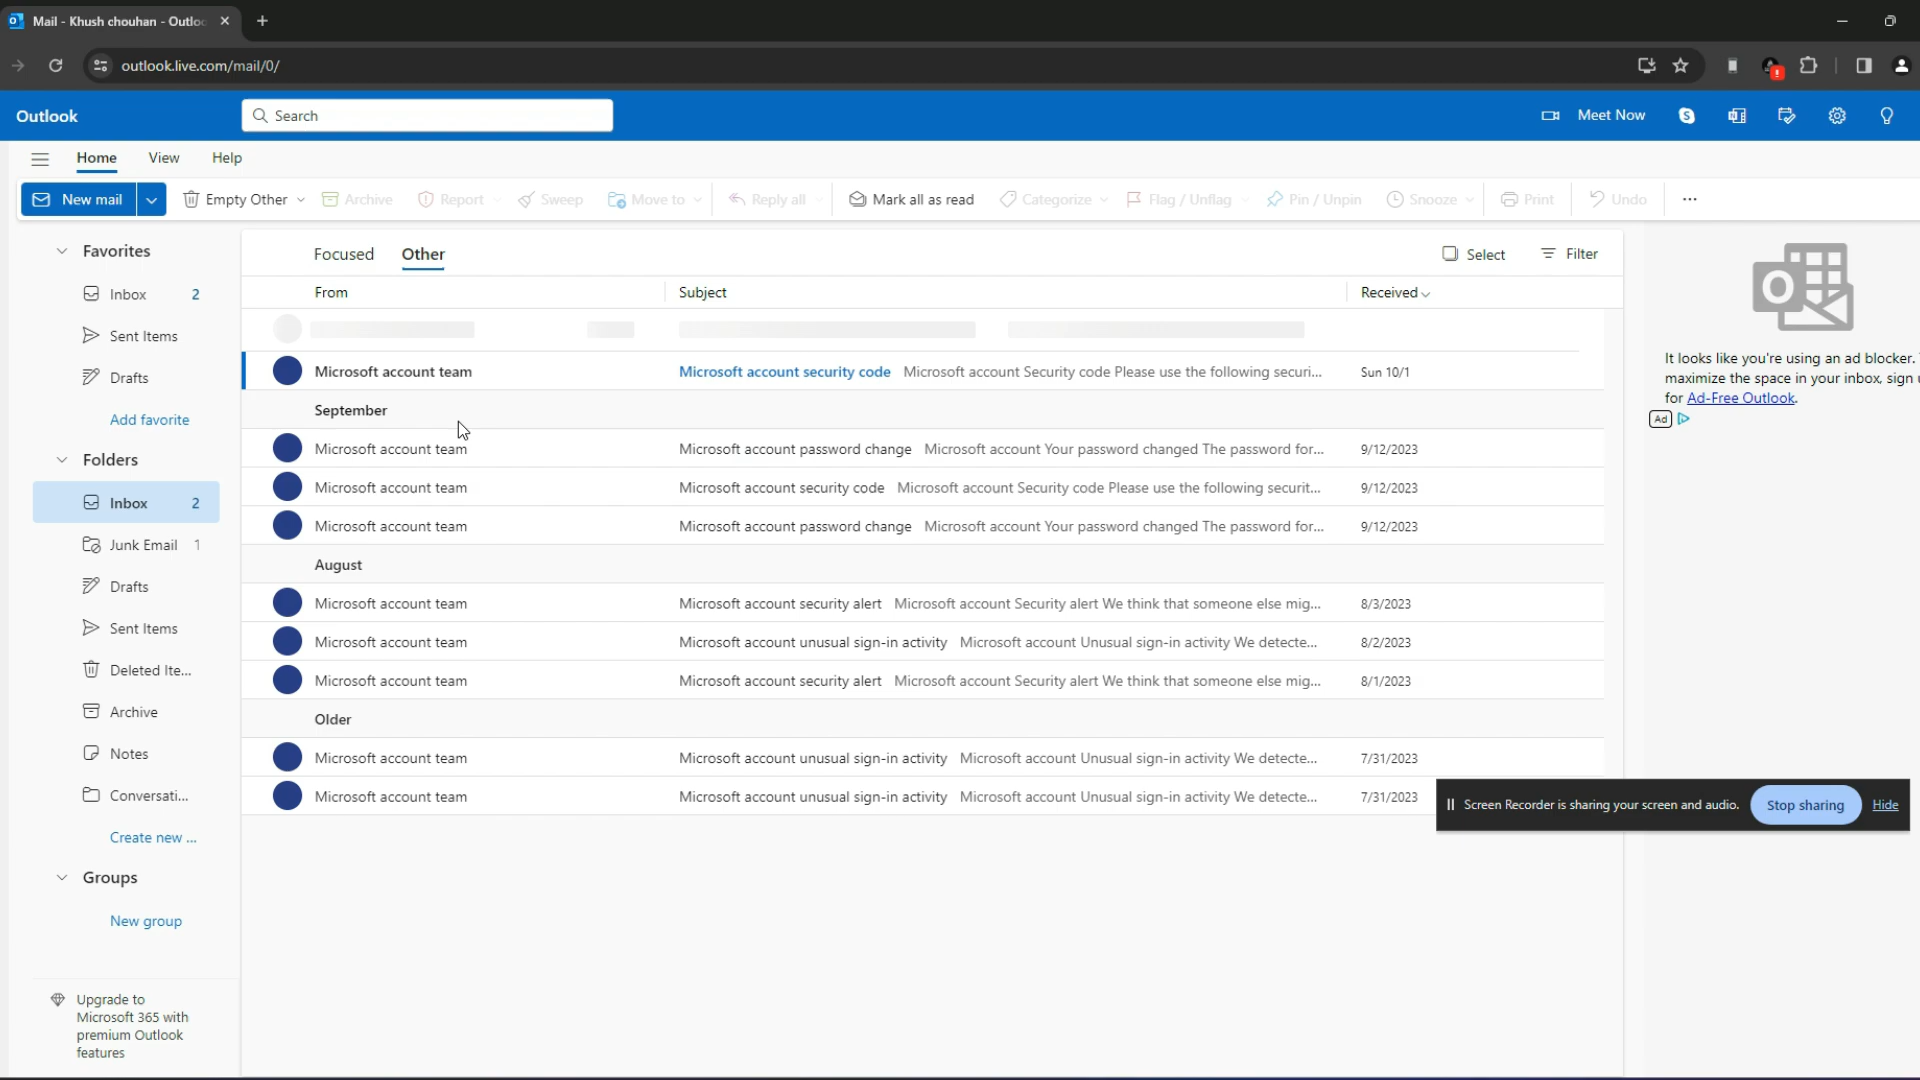 Mail - Khush chouhan - Outlo
outlook.live.com/mail/0/
Outlook
Search
Meet Now
Home View Help
New mail Empty Other Archive Report Sweep Move to Reply all Mark all as read Categorize Flag / Unflag Pin / Unpin Snooze Print Undo ...
Favorites
Inbox 2
Sent Items
Drafts
Add favorite
Folders
Inbox 2
Junk Email 1
Drafts
Sent Items
Deleted Ite...
Archive
Notes
Conversati...
Create new ...
Groups
New group
Upgrade to
Microsoft 365 with
premium Outlook
features
Focused Other Select Filter
From Subject Received
Microsoft account team Microsoft account security code Microsoft account Security code Please use the following securi... Sun 10/1
September
Microsoft account team Microsoft account password change Microsoft account Your password changed The password for... 9/12/2023
Microsoft account team Microsoft account security code Microsoft account Security code Please use the following securit... 9/12/2023
Microsoft account team Microsoft account password change Microsoft account Your password changed The password for... 9/12/2023
August
Microsoft account team Microsoft account security alert Microsoft account Security alert We think that someone else mig... 8/3/2023
Microsoft account team Microsoft account unusual sign-in activity Microsoft account Unusual sign-in activity We detecte... 8/2/2023
Microsoft account team Microsoft account security alert Microsoft account Security alert We think that someone else mig... 8/1/2023
Older
Microsoft account team Microsoft account unusual sign-in activity Microsoft account Unusual sign-in activity We detecte... 7/31/2023
Microsoft account team Microsoft account unusual sign-in activity Microsoft account Unusual sign-in activity We detecte... 7/31/2023
It looks like you're using an ad blocker.
maximize the space in your inbox, sign
for Ad-Free Outlook.
Ad
Screen Recorder is sharing your screen and audio. Stop sharing Hide